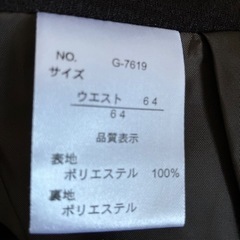 NO. G-7619
サイズ
ウエスト 64
64
品質表示
表地
ポリエステル 100%
裏地
ポリエステル